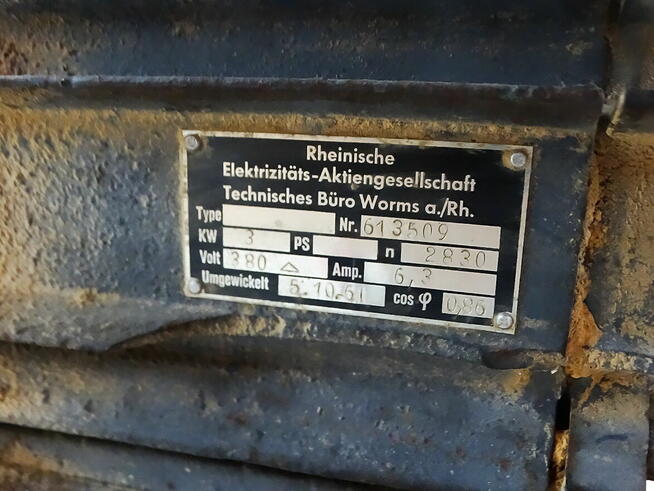 Rheinische
Elektrizitäts-Aktiengesellschaft
Technisches Büro Worms a./Rh.
Type Nr. 613509
KW 3 PS n 2830
Volt 380 △ Amp. 6,3
Umgewickelt 5.10.61 cos φ 0,86